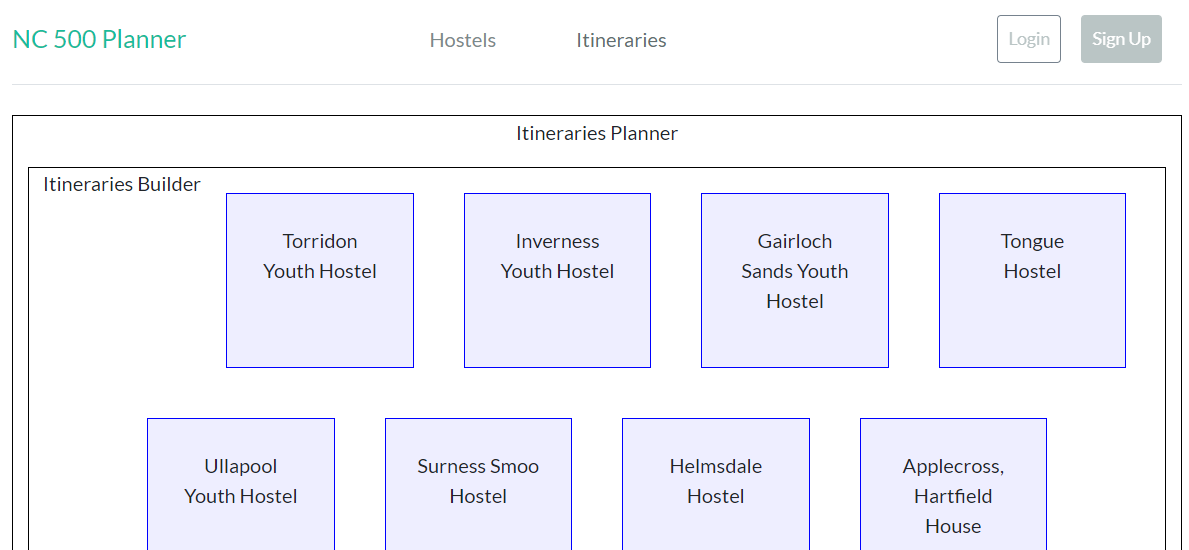 NC 500 Planner
Hostels
Itineraries
Login
Sign Up
Itineraries Planner
Itineraries Builder
Torridon
Youth Hostel
Inverness
Youth Hostel
Gairloch
Sands Youth
Hostel
Tongue
Hostel
Ullapool
Youth Hostel
Surness Smoo
Hostel
Helmsdale
Hostel
Applecross,
Hartfield
House